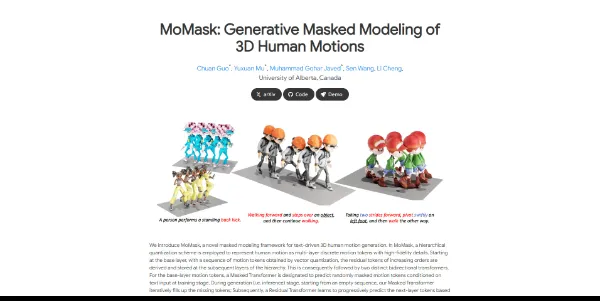 MoMask: Generative Masked Modeling of
3D Human Motions
Chuan Guo*, Yuxuan Mu*, Muhammad Gohar Javed*, Sen Wang, Li Cheng,
University of Alberta, Canada
arXiv Code Demo
A person performs a standing back kick.
Walking forward and steps over an object,
and then continue walking.
Taking two strides forward, pivot swiftly on
left foot, and then walk the other way.
We introduce MoMask, a novel masked modeling framework for text-driven 3D human motion generation. In MoMask, a hierarchical
quantization scheme is employed to represent human motion as multi-layer discrete motion tokens with high-fidelity details. Starting
at the base layer, with a sequence of motion tokens obtained by vector quantization, the residual tokens of increasing orders are
derived and stored at the subsequent layers of the hierarchy. This is consequently followed by two distinct bidirectional transformers.
For the base-layer motion tokens, a Masked Transformer is designated to predict randomly masked motion tokens conditioned on
text input at training stage. During generation (i.e. inference) stage, starting from an empty sequence, our Masked Transformer
iteratively fills up the missing tokens; Subsequently, a Residual Transformer learns to progressively predict the next-layer tokens based